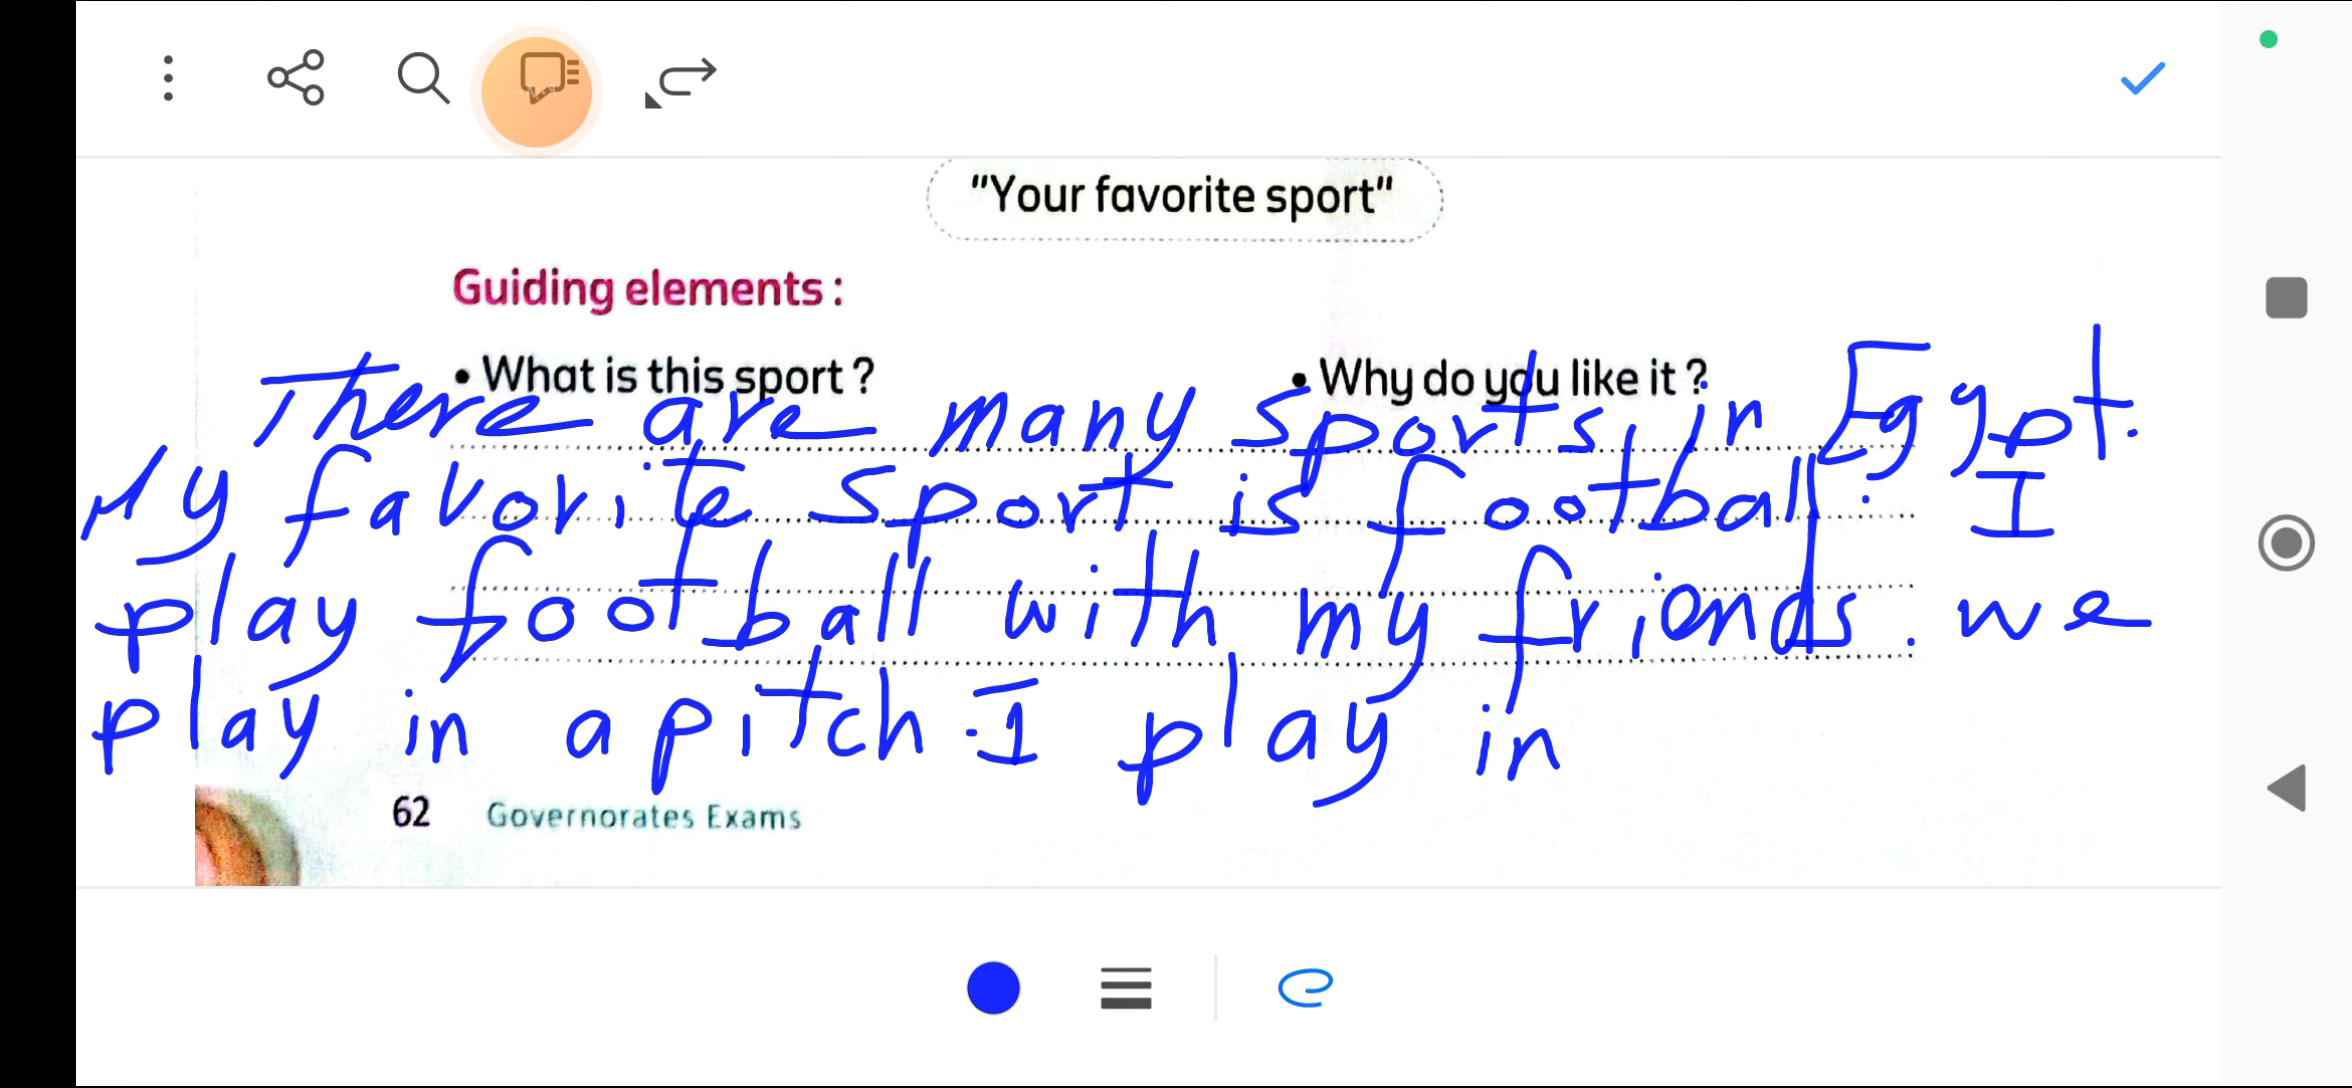 "Your favorite sport"
Guiding elements :
• What is this sport ? • Why do you like it ?
There are many sports in Egypt.
My favorite sport is football. I
play football with my friends. we
play in a pitch. I play in
62 Governorates Exams